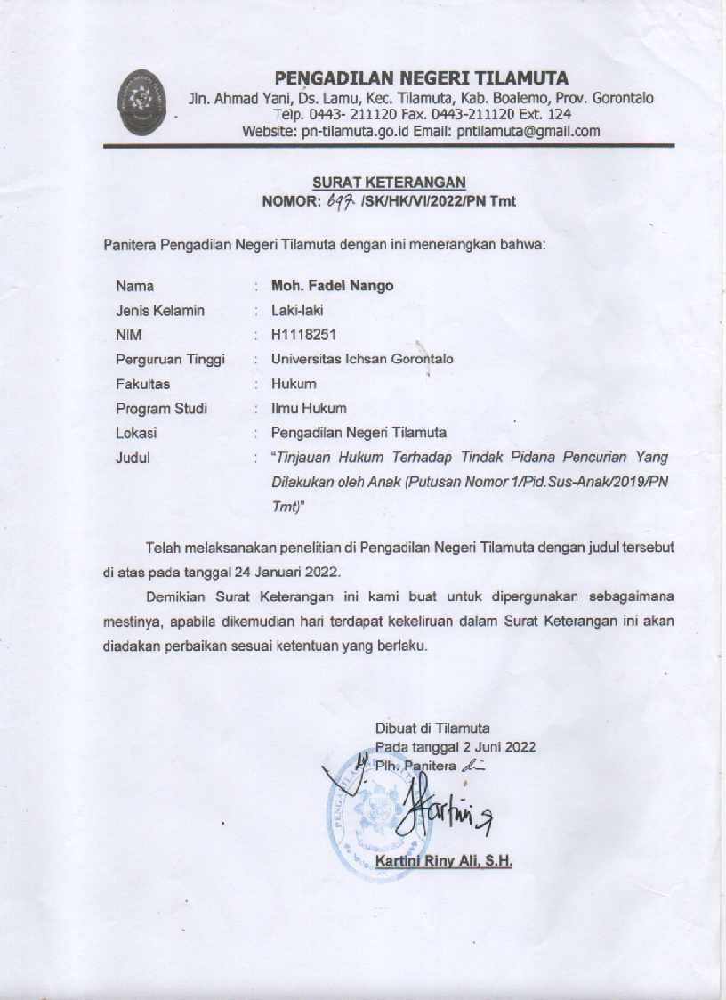 PENGADILAN NEGERI TILAMUTA
Jln. Ahmad Yani, Ds. Lamu, Kec. Tilamuta, Kab. Boalemo, Prov. Gorontalo
Telp. 0443- 211120 Fax. 0443-211120 Ext. 124
Website: pn-tilamuta.go.id Email: pntilamuta@gmail.com
SURAT KETERANGAN
NOMOR: 697 /SK/HK/VI/2022/PN Tmt
Panitera Pengadilan Negeri Tilamuta dengan ini menerangkan bahwa:
Nama : Moh. Fadel Nango
Jenis Kelamin : Laki-laki
NIM : H1118251
Perguruan Tinggi : Universitas Ichsan Gorontalo
Fakultas : Hukum
Program Studi : Ilmu Hukum
Lokasi : Pengadilan Negeri Tilamuta
Judul : "Tinjauan Hukum Terhadap Tindak Pidana Pencurian Yang
Dilakukan oleh Anak (Putusan Nomor 1/Pid.Sus-Anak/2019/PN
Tmt)"
Telah melaksanakan penelitian di Pengadilan Negeri Tilamuta dengan judul tersebut
di atas pada tanggal 24 Januari 2022.
Demikian Surat Keterangan ini kami buat untuk dipergunakan sebagaimana
mestinya, apabila dikemudian hari terdapat kekeliruan dalam Surat Keterangan ini akan
diadakan perbaikan sesuai ketentuan yang berlaku.
Dibuat di Tilamuta
Pada tanggal 2 Juni 2022
Plh. Panitera
Kartini Riny Ali, S.H.